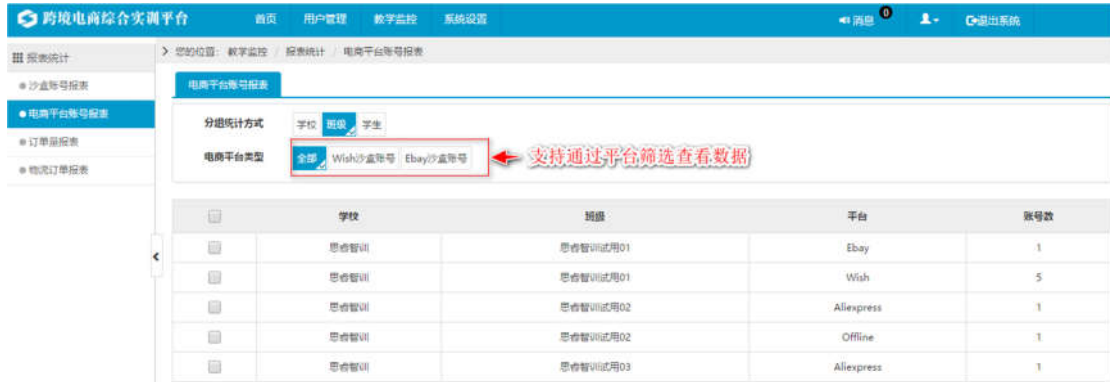 跨境电商综合实训平台 首页 用户管理 教学监控 系统设置 消息 0 退出系统
报表统计
您的位置： 教学监控 / 报表统计 / 电商平台账号报表
沙盒账号报表
电商平台账号报表
电商平台账号报表
订单量报表
物流订单报表
分组统计方式 学校 班级 学生
电商平台类型 全部 Wish沙盒账号 Ebay沙盒账号 支持通过平台筛选查看数据
学校 班级 平台 账号数
思睿智训 思睿智训试用01 Ebay 1
思睿智训 思睿智训试用01 Wish 5
思睿智训 思睿智训试用02 Aliexpress 1
思睿智训 思睿智训试用02 Offline 1
思睿智训 思睿智训试用03 Aliexpress 1